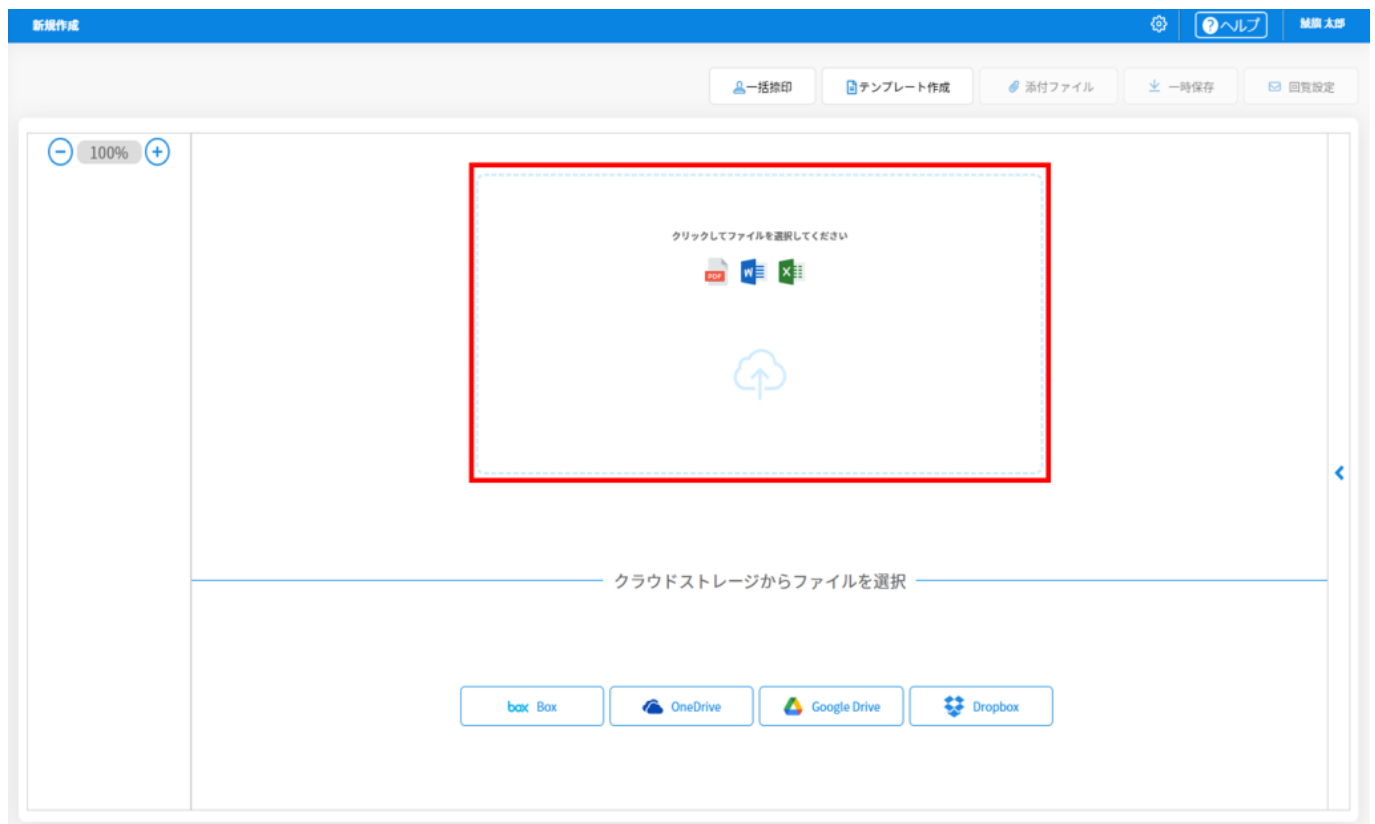 新規作成
ヘルプ
太郎
一括捺印
テンプレート作成
添付ファイル
一時保存
回覧設定
100%
クリックしてファイルを選択してください
PDF
W
X
クラウドストレージからファイルを選択
box Box
OneDrive
Google Drive
Dropbox